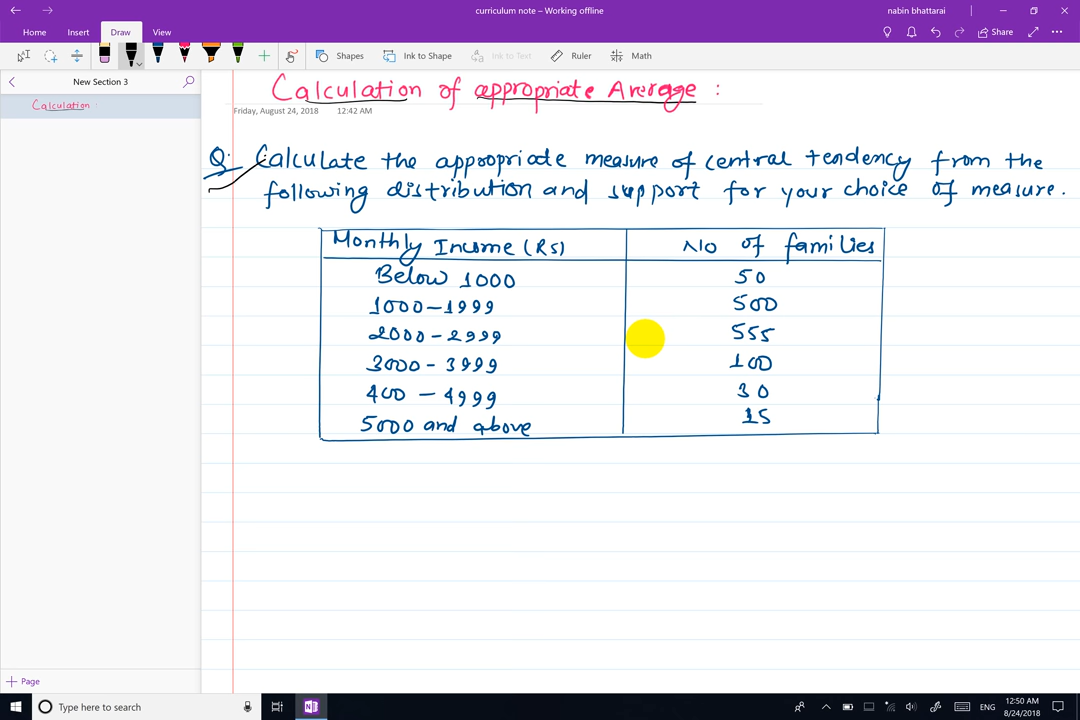 curriculum note – Working offline
nabin bhattarai
Home Insert Draw View
Share
Shapes Ink to Shape Ink to Text Ruler Math
New Section 3
Calculation
Calculation of appropriate Average :
Friday, August 24, 2018 12:42 AM
Q. Calculate the appropriate measure of central tendency from the
following distribution and support for your choice of measure.
Monthly Income (Rs) No of families
Below 1000 50
1000-1999 500
2000-2999 555
3000-3999 100
400-4999 30
5000 and above 15
Page
Type here to search
ENG
12:50 AM
8/24/2018